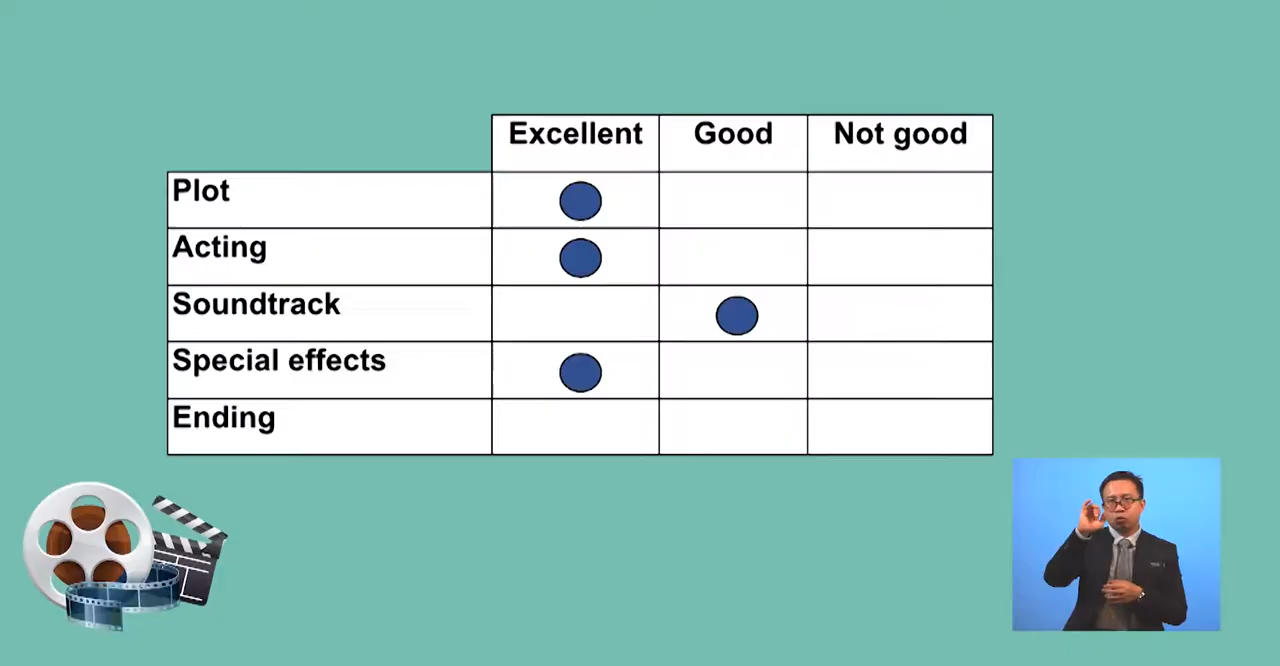 Excellent Good Not good
Plot
Acting
Soundtrack
Special effects
Ending